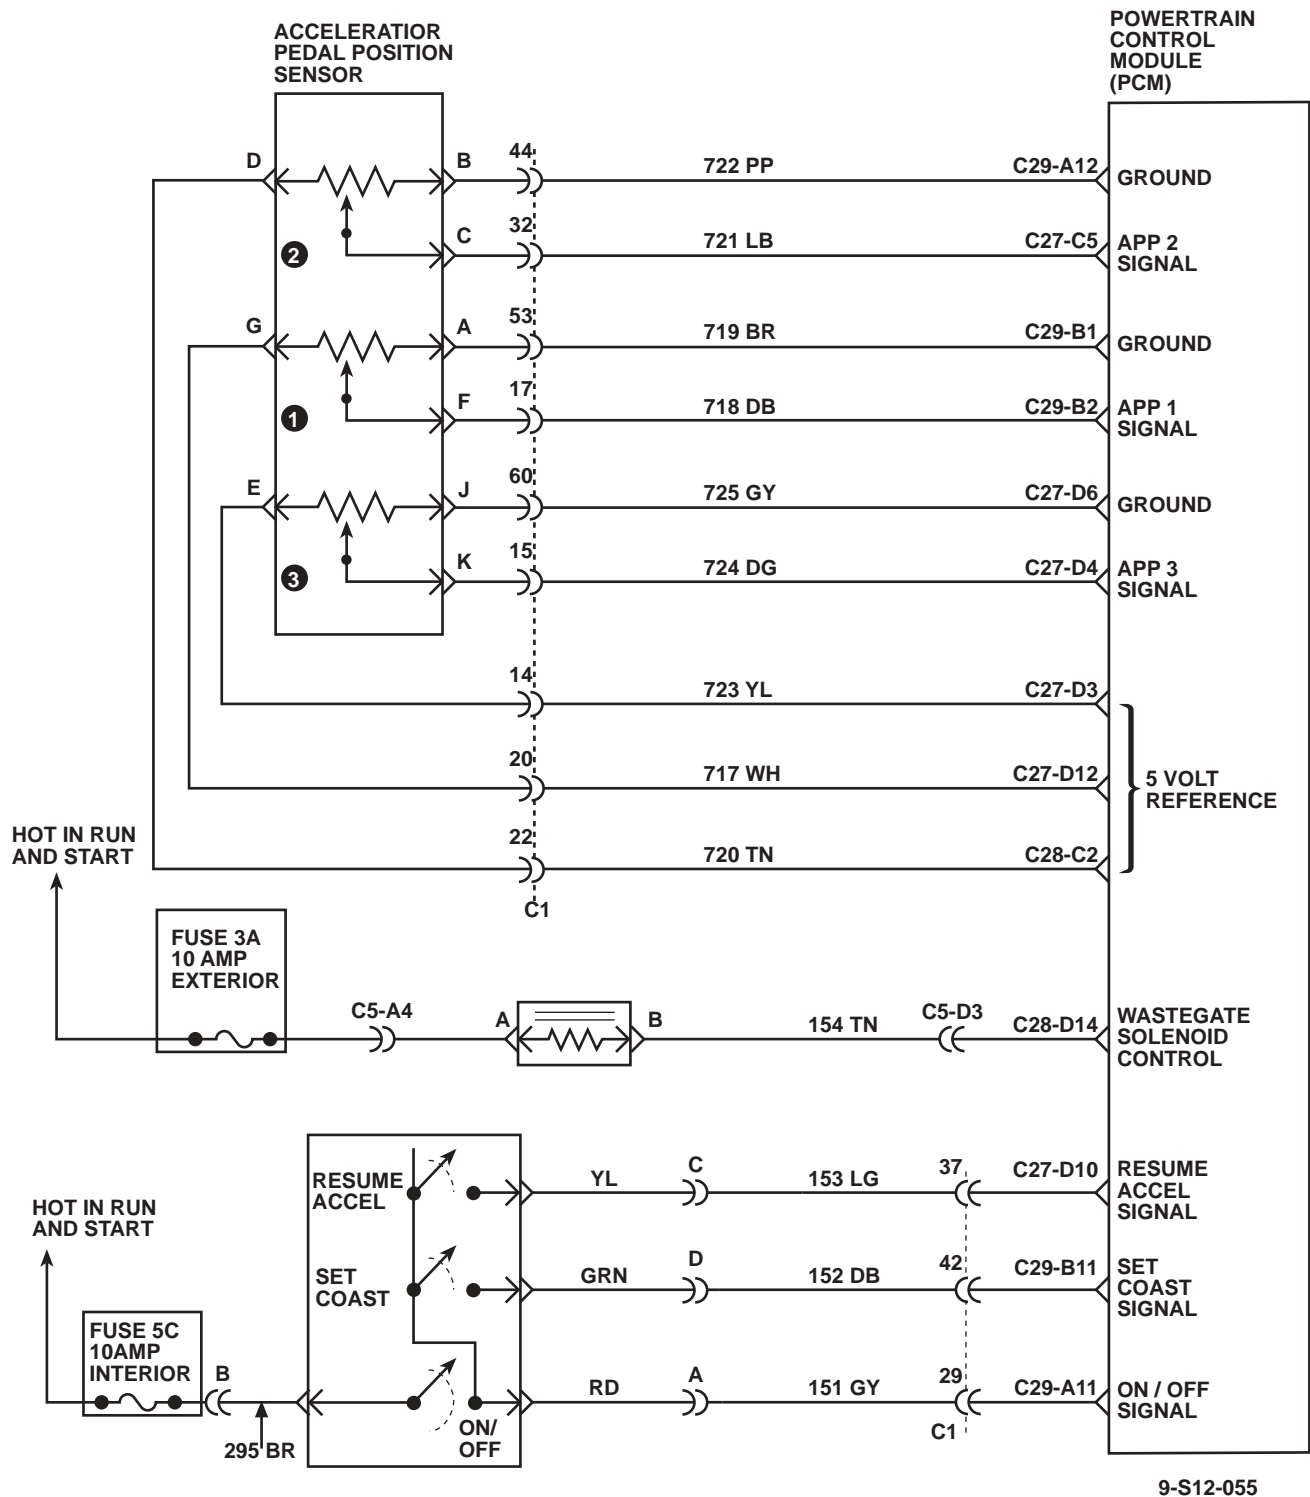 ACCELERATIOR
PEDAL POSITION
SENSOR
POWERTRAIN
CONTROL
MODULE
(PCM)
D
B
44
722 PP
C29-A12
GROUND
2
C
32
721 LB
C27-C5
APP 2
SIGNAL
G
A
53
719 BR
C29-B1
GROUND
1
F
17
718 DB
C29-B2
APP 1
SIGNAL
E
J
60
725 GY
C27-D6
GROUND
3
K
15
724 DG
C27-D4
APP 3
SIGNAL
14
723 YL
C27-D3
20
717 WH
C27-D12
5 VOLT
REFERENCE
22
720 TN
C28-C2
C1
HOT IN RUN
AND START
FUSE 3A
10 AMP
EXTERIOR
C5-A4
A
B
154 TN
C5-D3
C28-D14
WASTEGATE
SOLENOID
CONTROL
RESUME
ACCEL
YL
C
153 LG
37
C27-D10
RESUME
ACCEL
SIGNAL
HOT IN RUN
AND START
SET
COAST
GRN
D
152 DB
42
C29-B11
SET
COAST
SIGNAL
FUSE 5C
10AMP
INTERIOR
B
295 BR
ON/
OFF
RD
A
151 GY
29
C1
C29-A11
ON / OFF
SIGNAL
9-S12-055